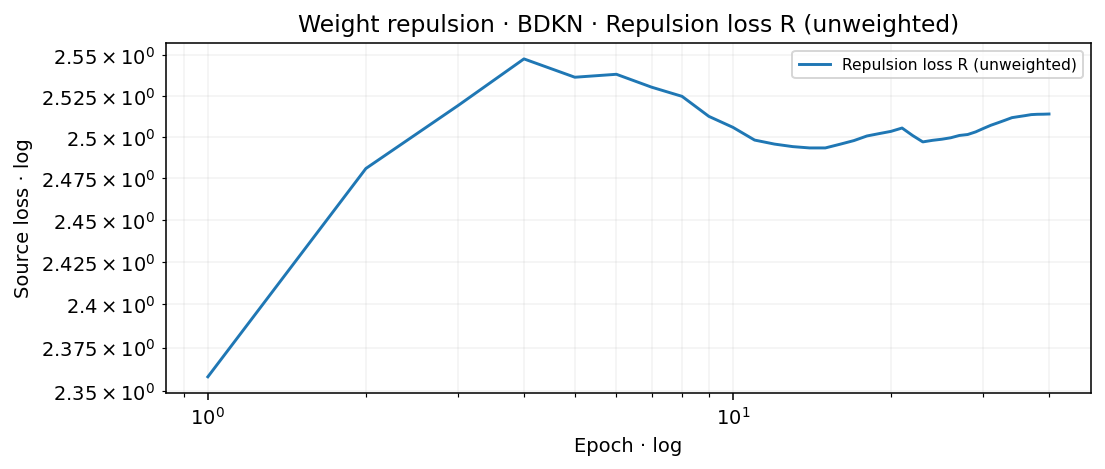 Weight repulsion · BDKN · Repulsion loss R (unweighted)
Repulsion loss R (unweighted)
Source loss · log
2.55 × 10⁰
2.525 × 10⁰
2.5 × 10⁰
2.475 × 10⁰
2.45 × 10⁰
2.425 × 10⁰
2.4 × 10⁰
2.375 × 10⁰
2.35 × 10⁰
10⁰ 10¹
Epoch · log